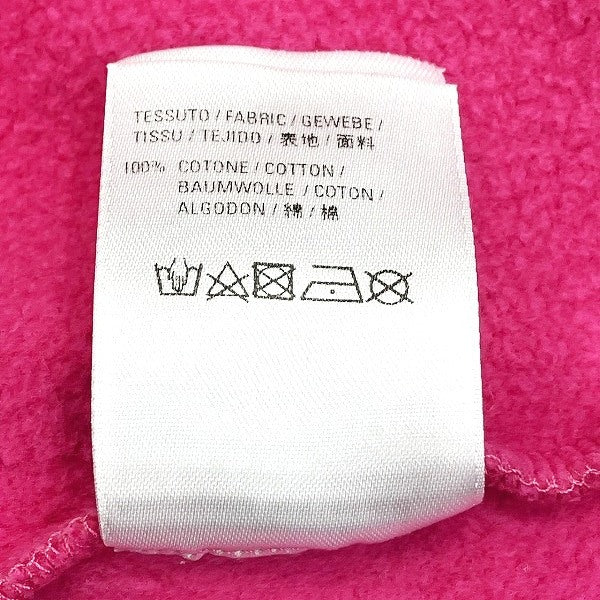 TESSUTO / FABRIC / GEWEBE /
TISSU / TEJIDO / 表地 / 面料
100% COTONE / COTTON /
BAUMWOLLE / COTON /
ALGODON / 綿 / 棉